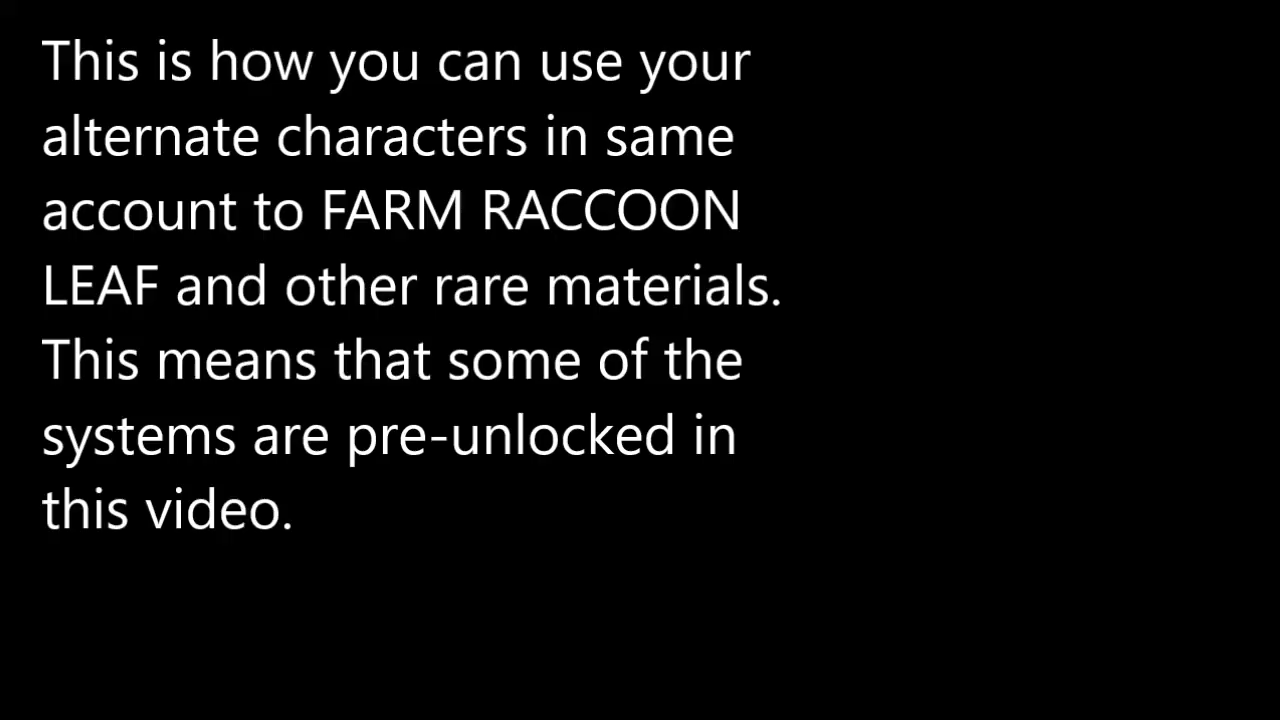 This is how you can use your
alternate characters in same
account to FARM RACCOON
LEAF and other rare materials.
This means that some of the
systems are pre-unlocked in
this video.